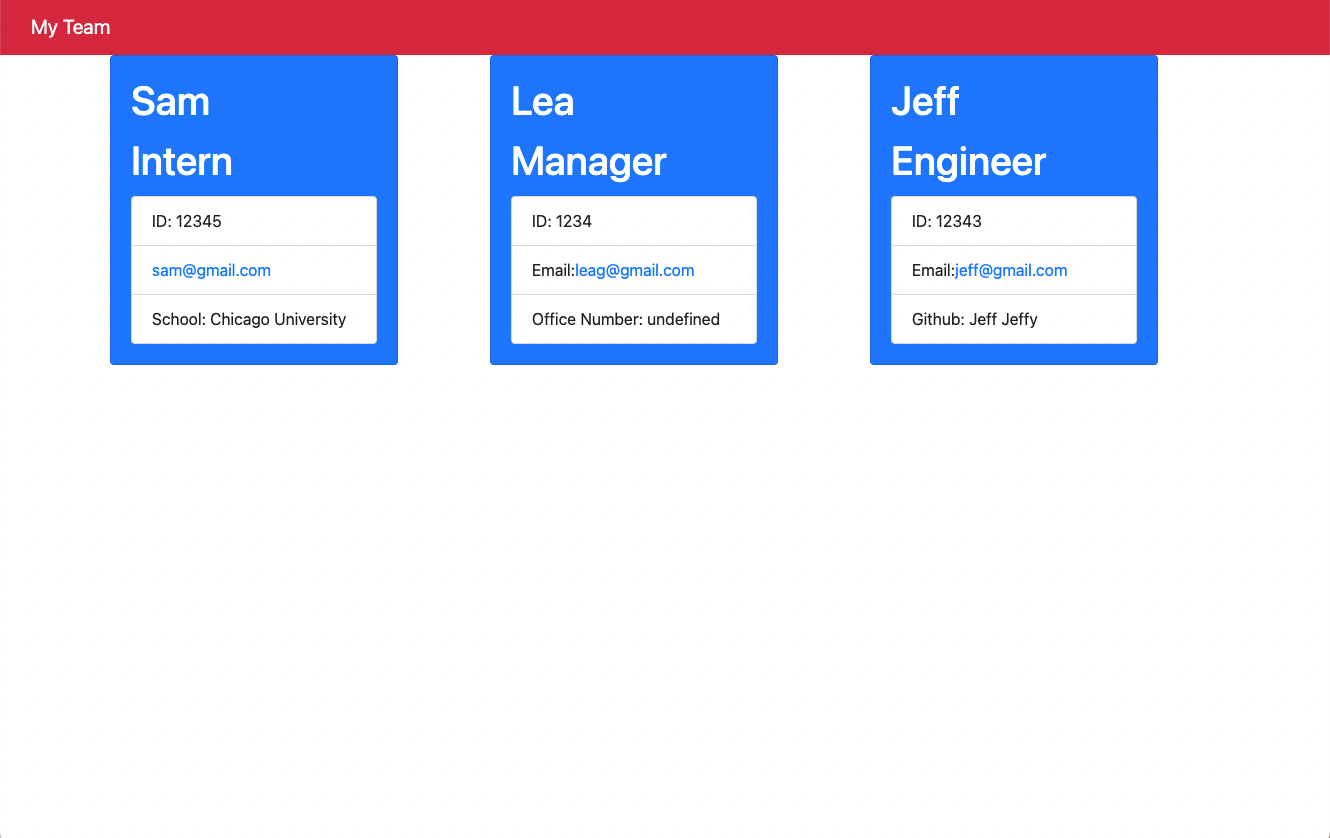 My Team
Sam
Intern
ID: 12345
sam@gmail.com
School: Chicago University
Lea
Manager
ID: 1234
Email:leag@gmail.com
Office Number: undefined
Jeff
Engineer
ID: 12343
Email:jeff@gmail.com
Github: Jeff Jeffy